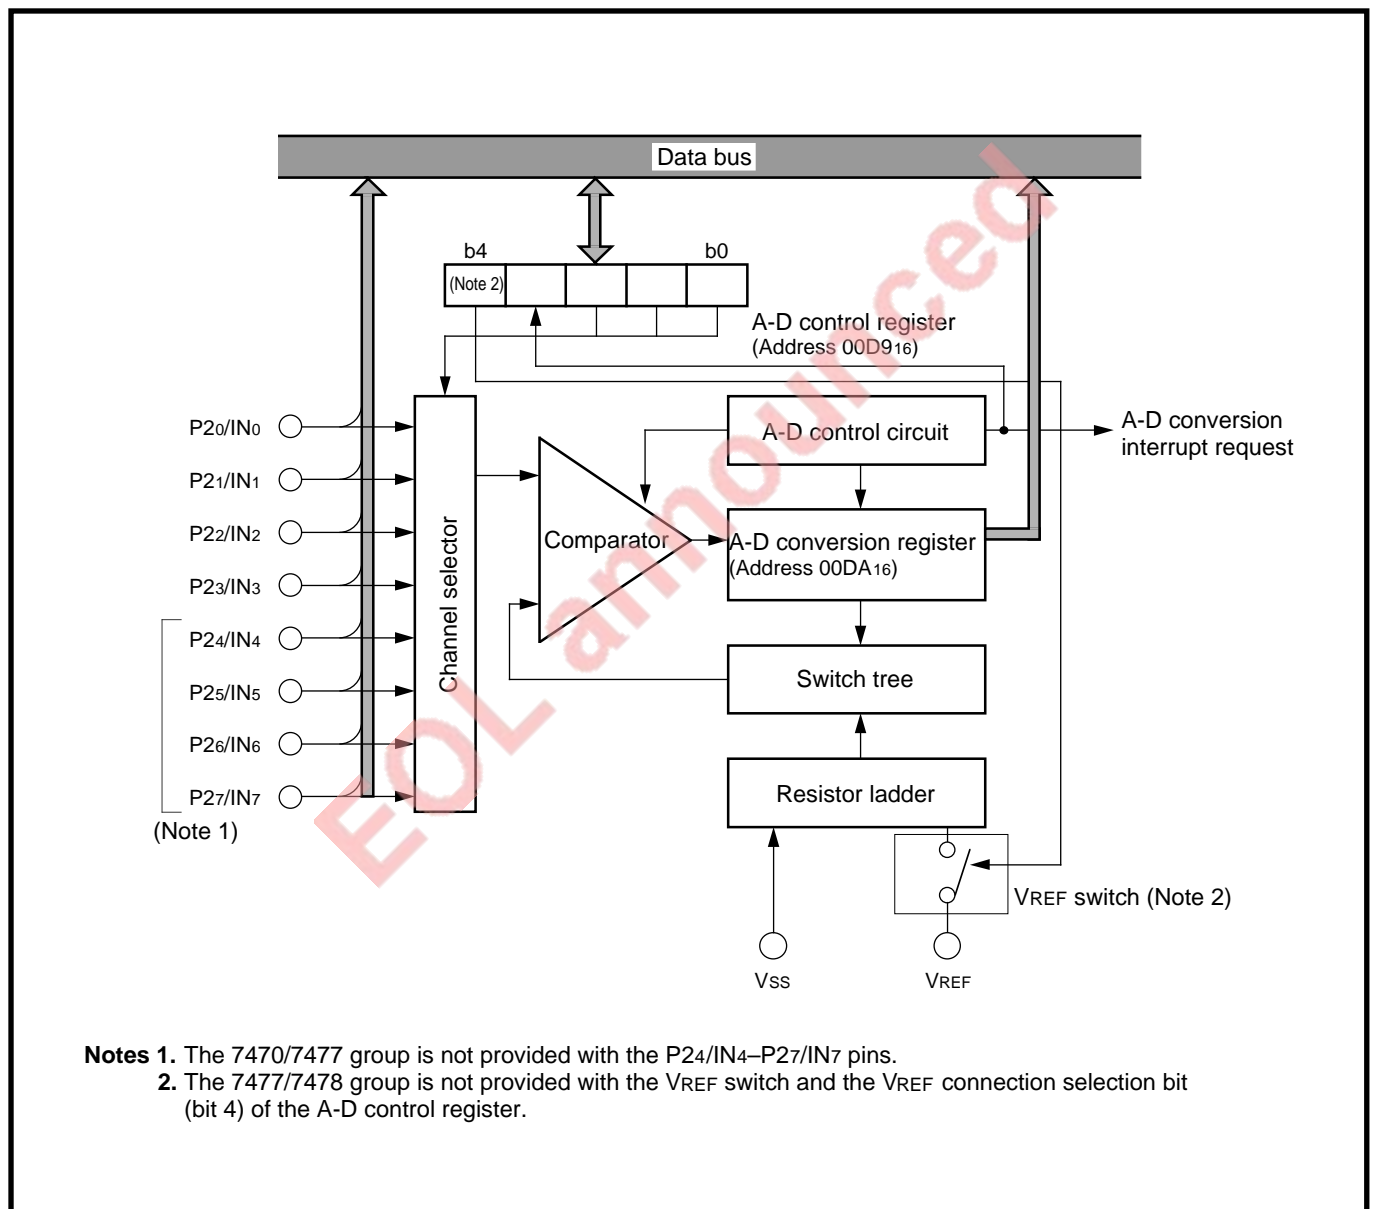 Data bus
b4
b0
(Note 2)
A-D control register
(Address 00D916)
P20/IN0
P21/IN1
P22/IN2
P23/IN3
P24/IN4
P25/IN5
P26/IN6
P27/IN7
(Note 1)
Channel selector
Comparator
A-D control circuit
A-D conversion
interrupt request
A-D conversion register
(Address 00DA16)
Switch tree
Resistor ladder
VREF switch (Note 2)
VSS
VREF
Notes 1. The 7470/7477 group is not provided with the P24/IN4–P27/IN7 pins.
2. The 7477/7478 group is not provided with the VREF switch and the VREF connection selection bit
(bit 4) of the A-D control register.
EOL announced